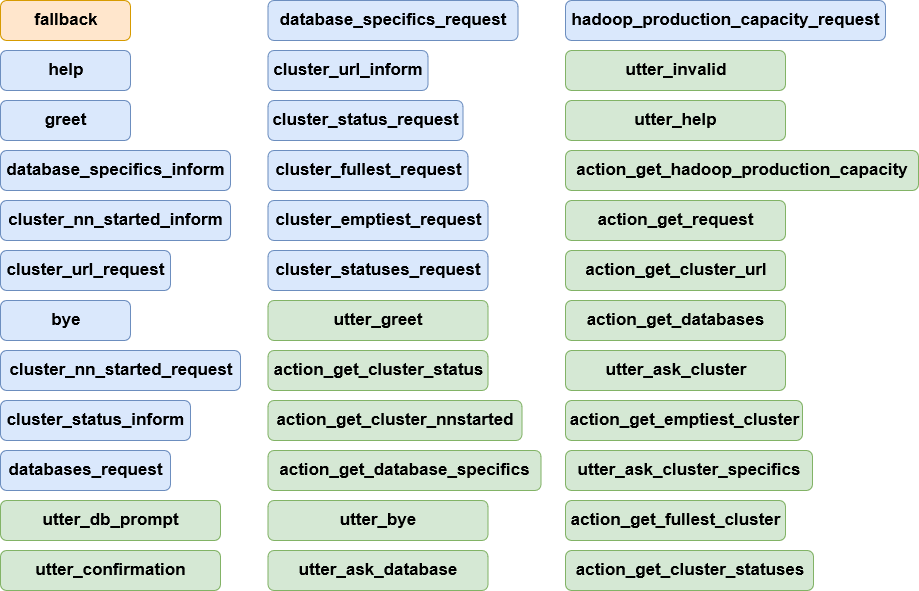 fallback
help
greet
database_specifics_inform
cluster_nn_started_inform
cluster_url_request
bye
cluster_nn_started_request
cluster_status_inform
databases_request
utter_db_prompt
utter_confirmation
database_specifics_request
cluster_url_inform
cluster_status_request
cluster_fullest_request
cluster_emptiest_request
cluster_statuses_request
utter_greet
action_get_cluster_status
action_get_cluster_nnstarted
action_get_database_specifics
utter_bye
utter_ask_database
hadoop_production_capacity_request
utter_invalid
utter_help
action_get_hadoop_production_capacity
action_get_request
action_get_cluster_url
action_get_databases
utter_ask_cluster
action_get_emptiest_cluster
utter_ask_cluster_specifics
action_get_fullest_cluster
action_get_cluster_statuses